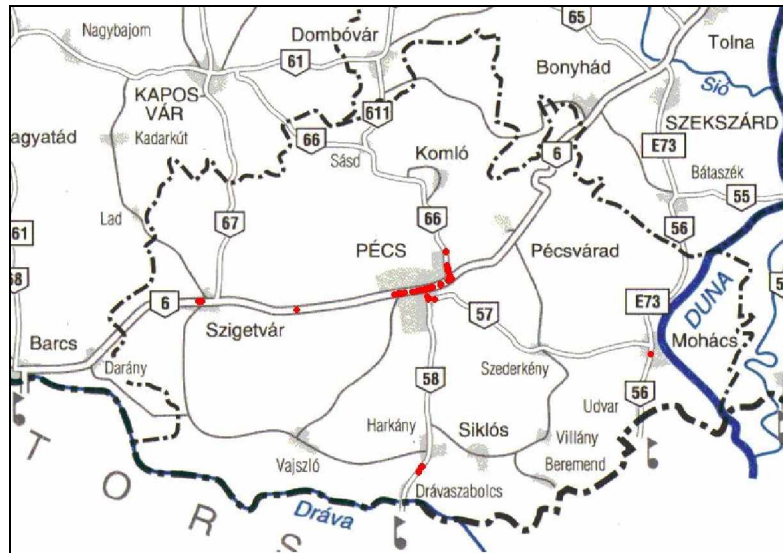 Nagybajom
Dombóvár
65
Tolna
61
Bonyhád
Sió
KAPOS
VÁR
611
SZEKSZÁRD
agyatád
Kadarkút
66
Sásd
Komló
6
E73
Bátaszék
55
Lad
67
66
56
61
PÉCS
Pécsvárad
68
6
57
E73
DUNA
Szigetvár
Mohács
Barcs
Darány
58
Szederkény
56
Udvar
Harkány
Siklós
Villány
Vajszló
Beremend
Drávaszabolcs
Dráva
T O R S